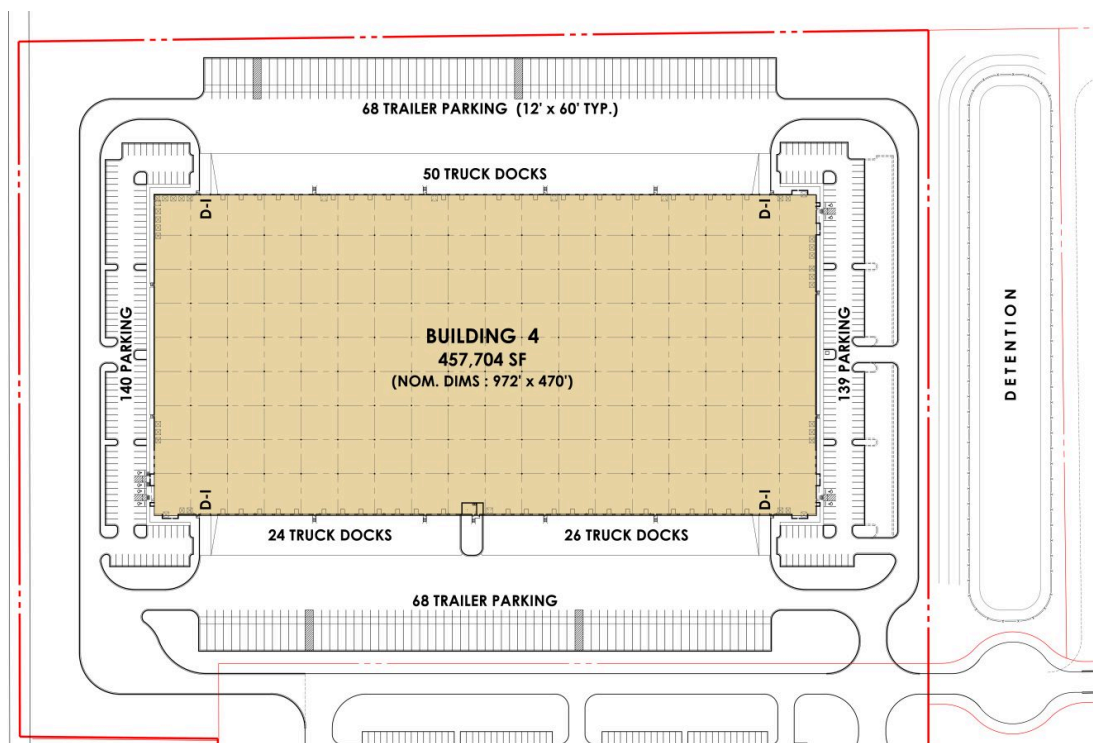 68 TRAILER PARKING (12' x 60' TYP.)
50 TRUCK DOCKS
D-I
D-I
140 PARKING
BUILDING 4
457,704 SF
(NOM. DIMS : 972' x 470')
139 PARKING
DETENTION
D-I
D-I
24 TRUCK DOCKS
26 TRUCK DOCKS
68 TRAILER PARKING